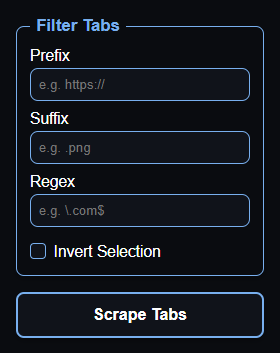 Filter Tabs
Prefix
e.g. https://
Suffix
e.g. .png
Regex
e.g. \.com$
Invert Selection
Scrape Tabs